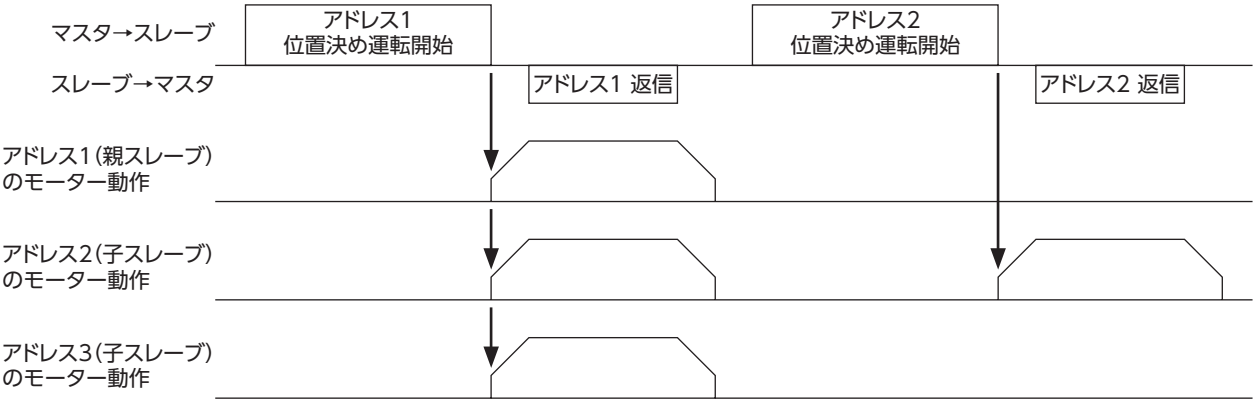 マスタ→スレーブ
アドレス1
位置決め運転開始
アドレス2
位置決め運転開始
スレーブ→マスタ
アドレス1 返信
アドレス2 返信
アドレス1(親スレーブ)
のモーター動作
アドレス2(子スレーブ)
のモーター動作
アドレス3(子スレーブ)
のモーター動作